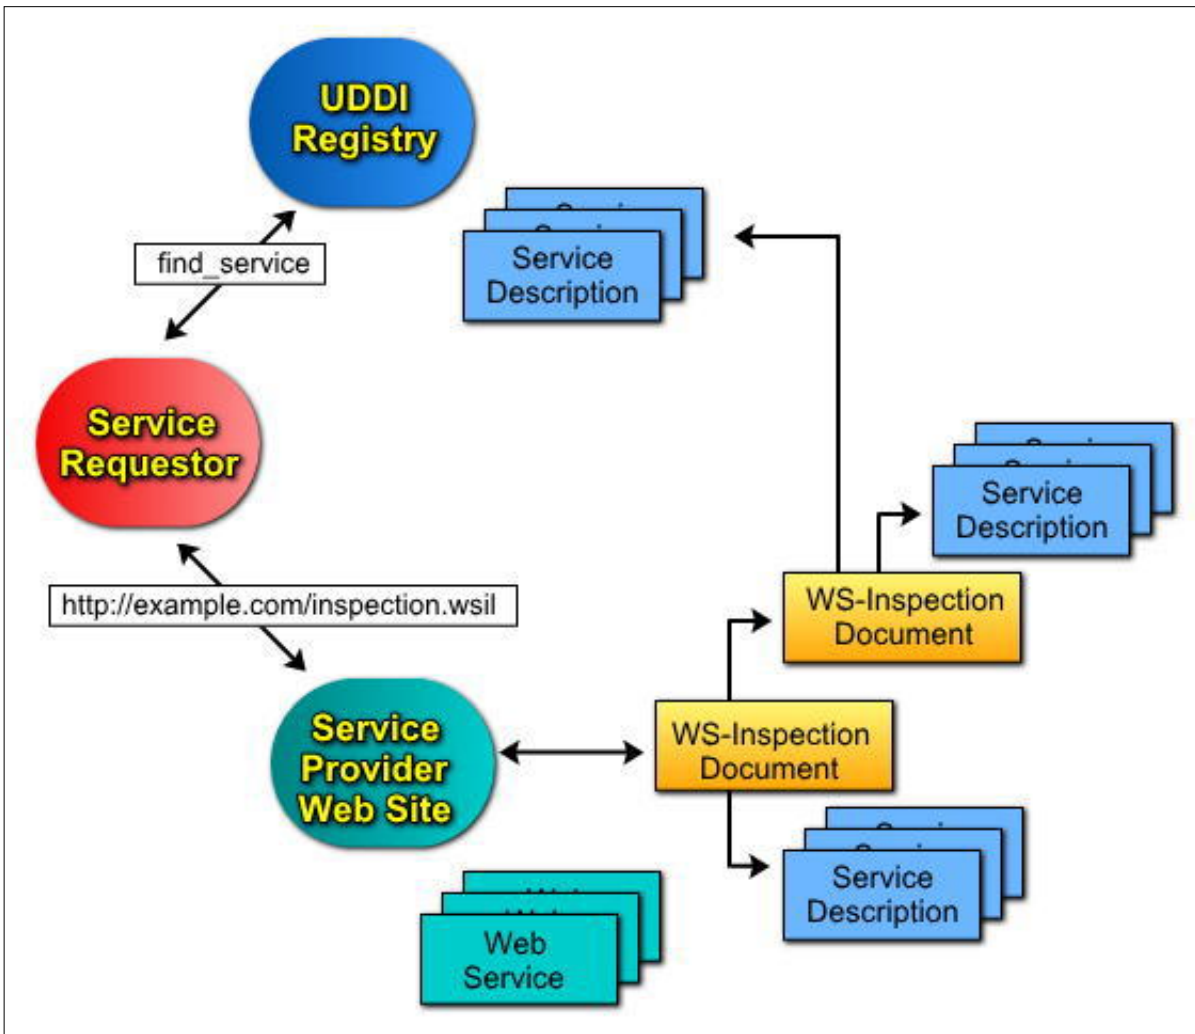 UDDI
Registry
Service
Description
find_service
Service
Requestor
Service
Description
http://example.com/inspection.wsil
WS-Inspection
Document
Service
Provider
Web Site
WS-Inspection
Document
Service
Description
Web
Service